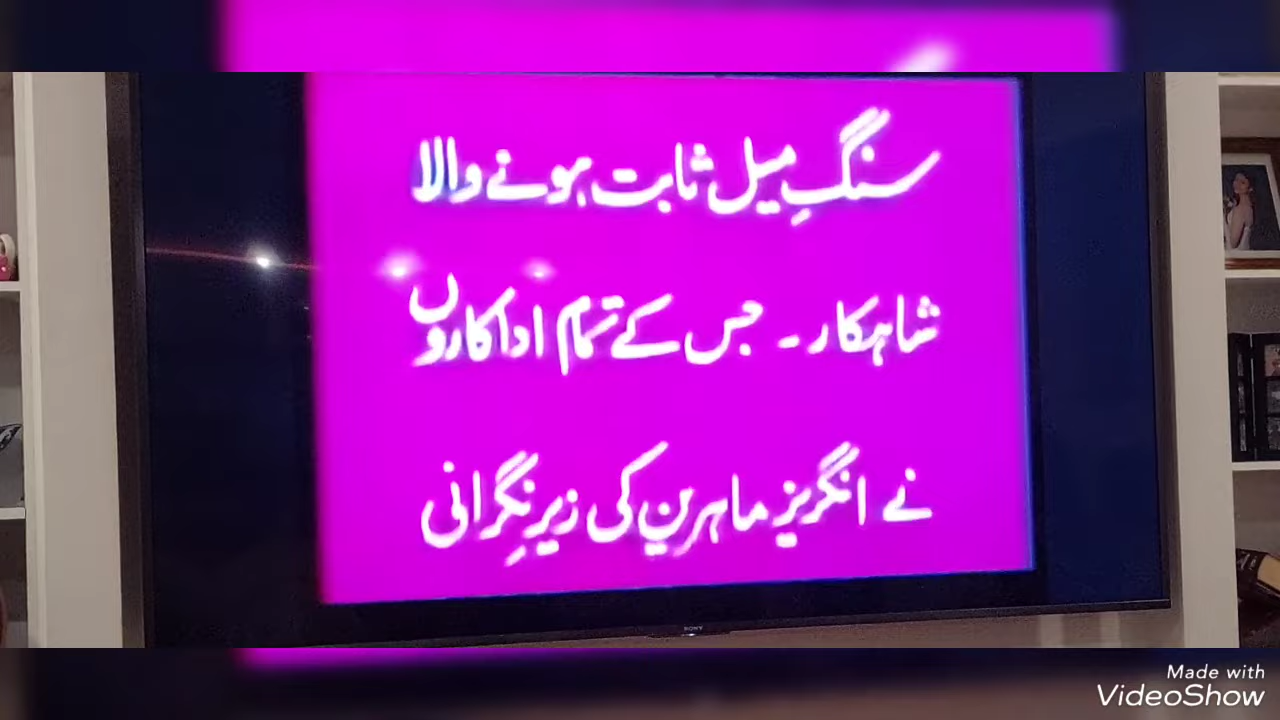 سنگِ میل ثابت ہونے والا
شاہکار ۔ جس کے تمام اداکاروں
نے انگریز ماہرین کی زیرِنگرانی
SONY
Made with
VideoShow